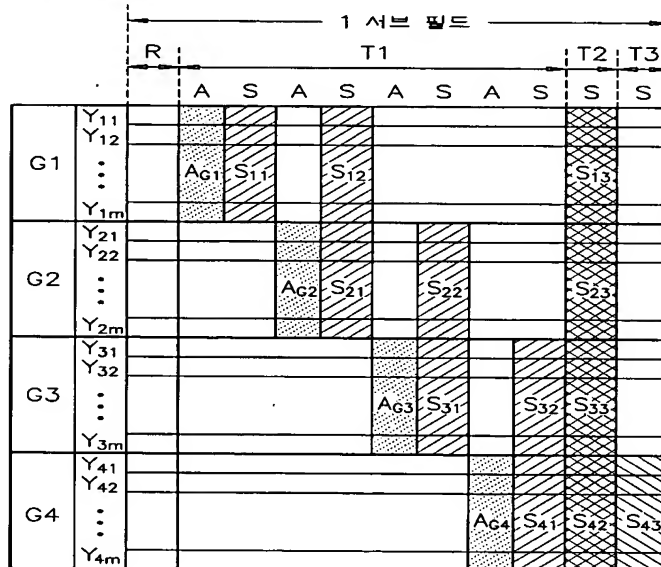 1 서브 필드
R T1 T2 T3
A S A S A S A S S S
G1 Y11
Y12
AG1 S11 S12 S13
Y1m
G2 Y21
Y22
AG2 S21 S22 S23
Y2m
G3 Y31
Y32
AG3 S31 S32 S33
Y3m
G4 Y41
Y42
AG4 S41 S42 S43
Y4m